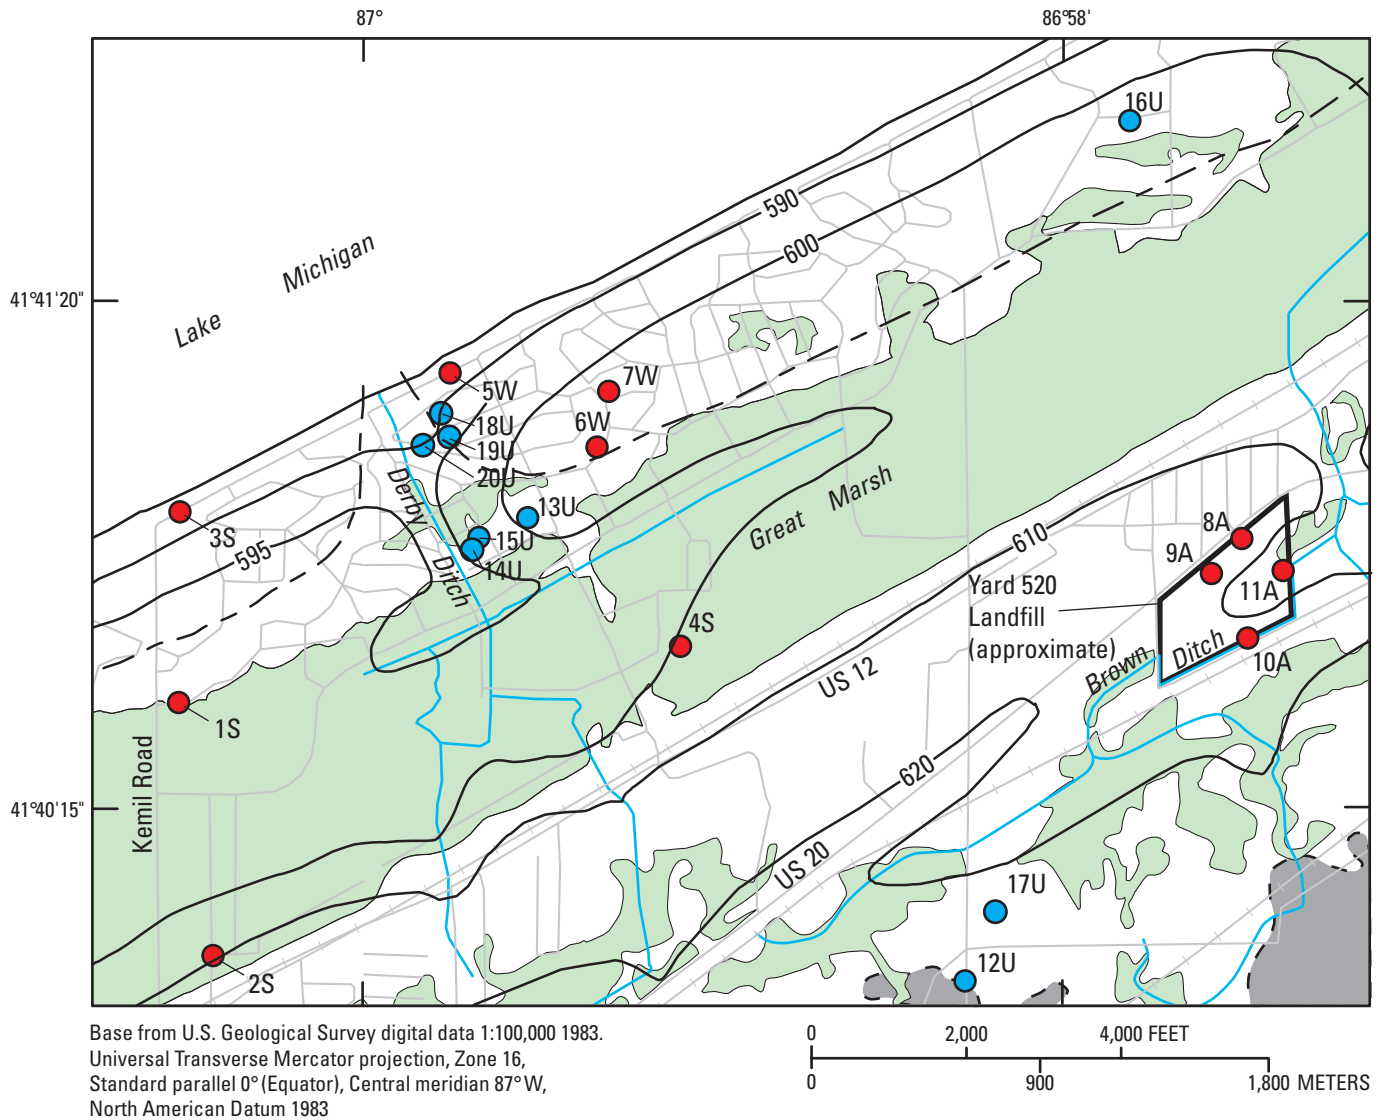 87°
86°58'
16U
590
Michigan
600
41°41'20"
Lake
5W
7W
18U
6W
19U
20U
Derby
Ditch
13U
Great Marsh
3S
15U
610
8A
595
14U
9A
Yard 520
Landfill
(approximate)
11A
4S
Brown Ditch
10A
US 12
1S
Kemil Road
620
41°40'15"
US 20
17U
12U
2S
Base from U.S. Geological Survey digital data 1:100,000 1983.
Universal Transverse Mercator projection, Zone 16,
Standard parallel 0° (Equator), Central meridian 87° W,
North American Datum 1983
0 2,000 4,000 FEET
0 900 1,800 METERS